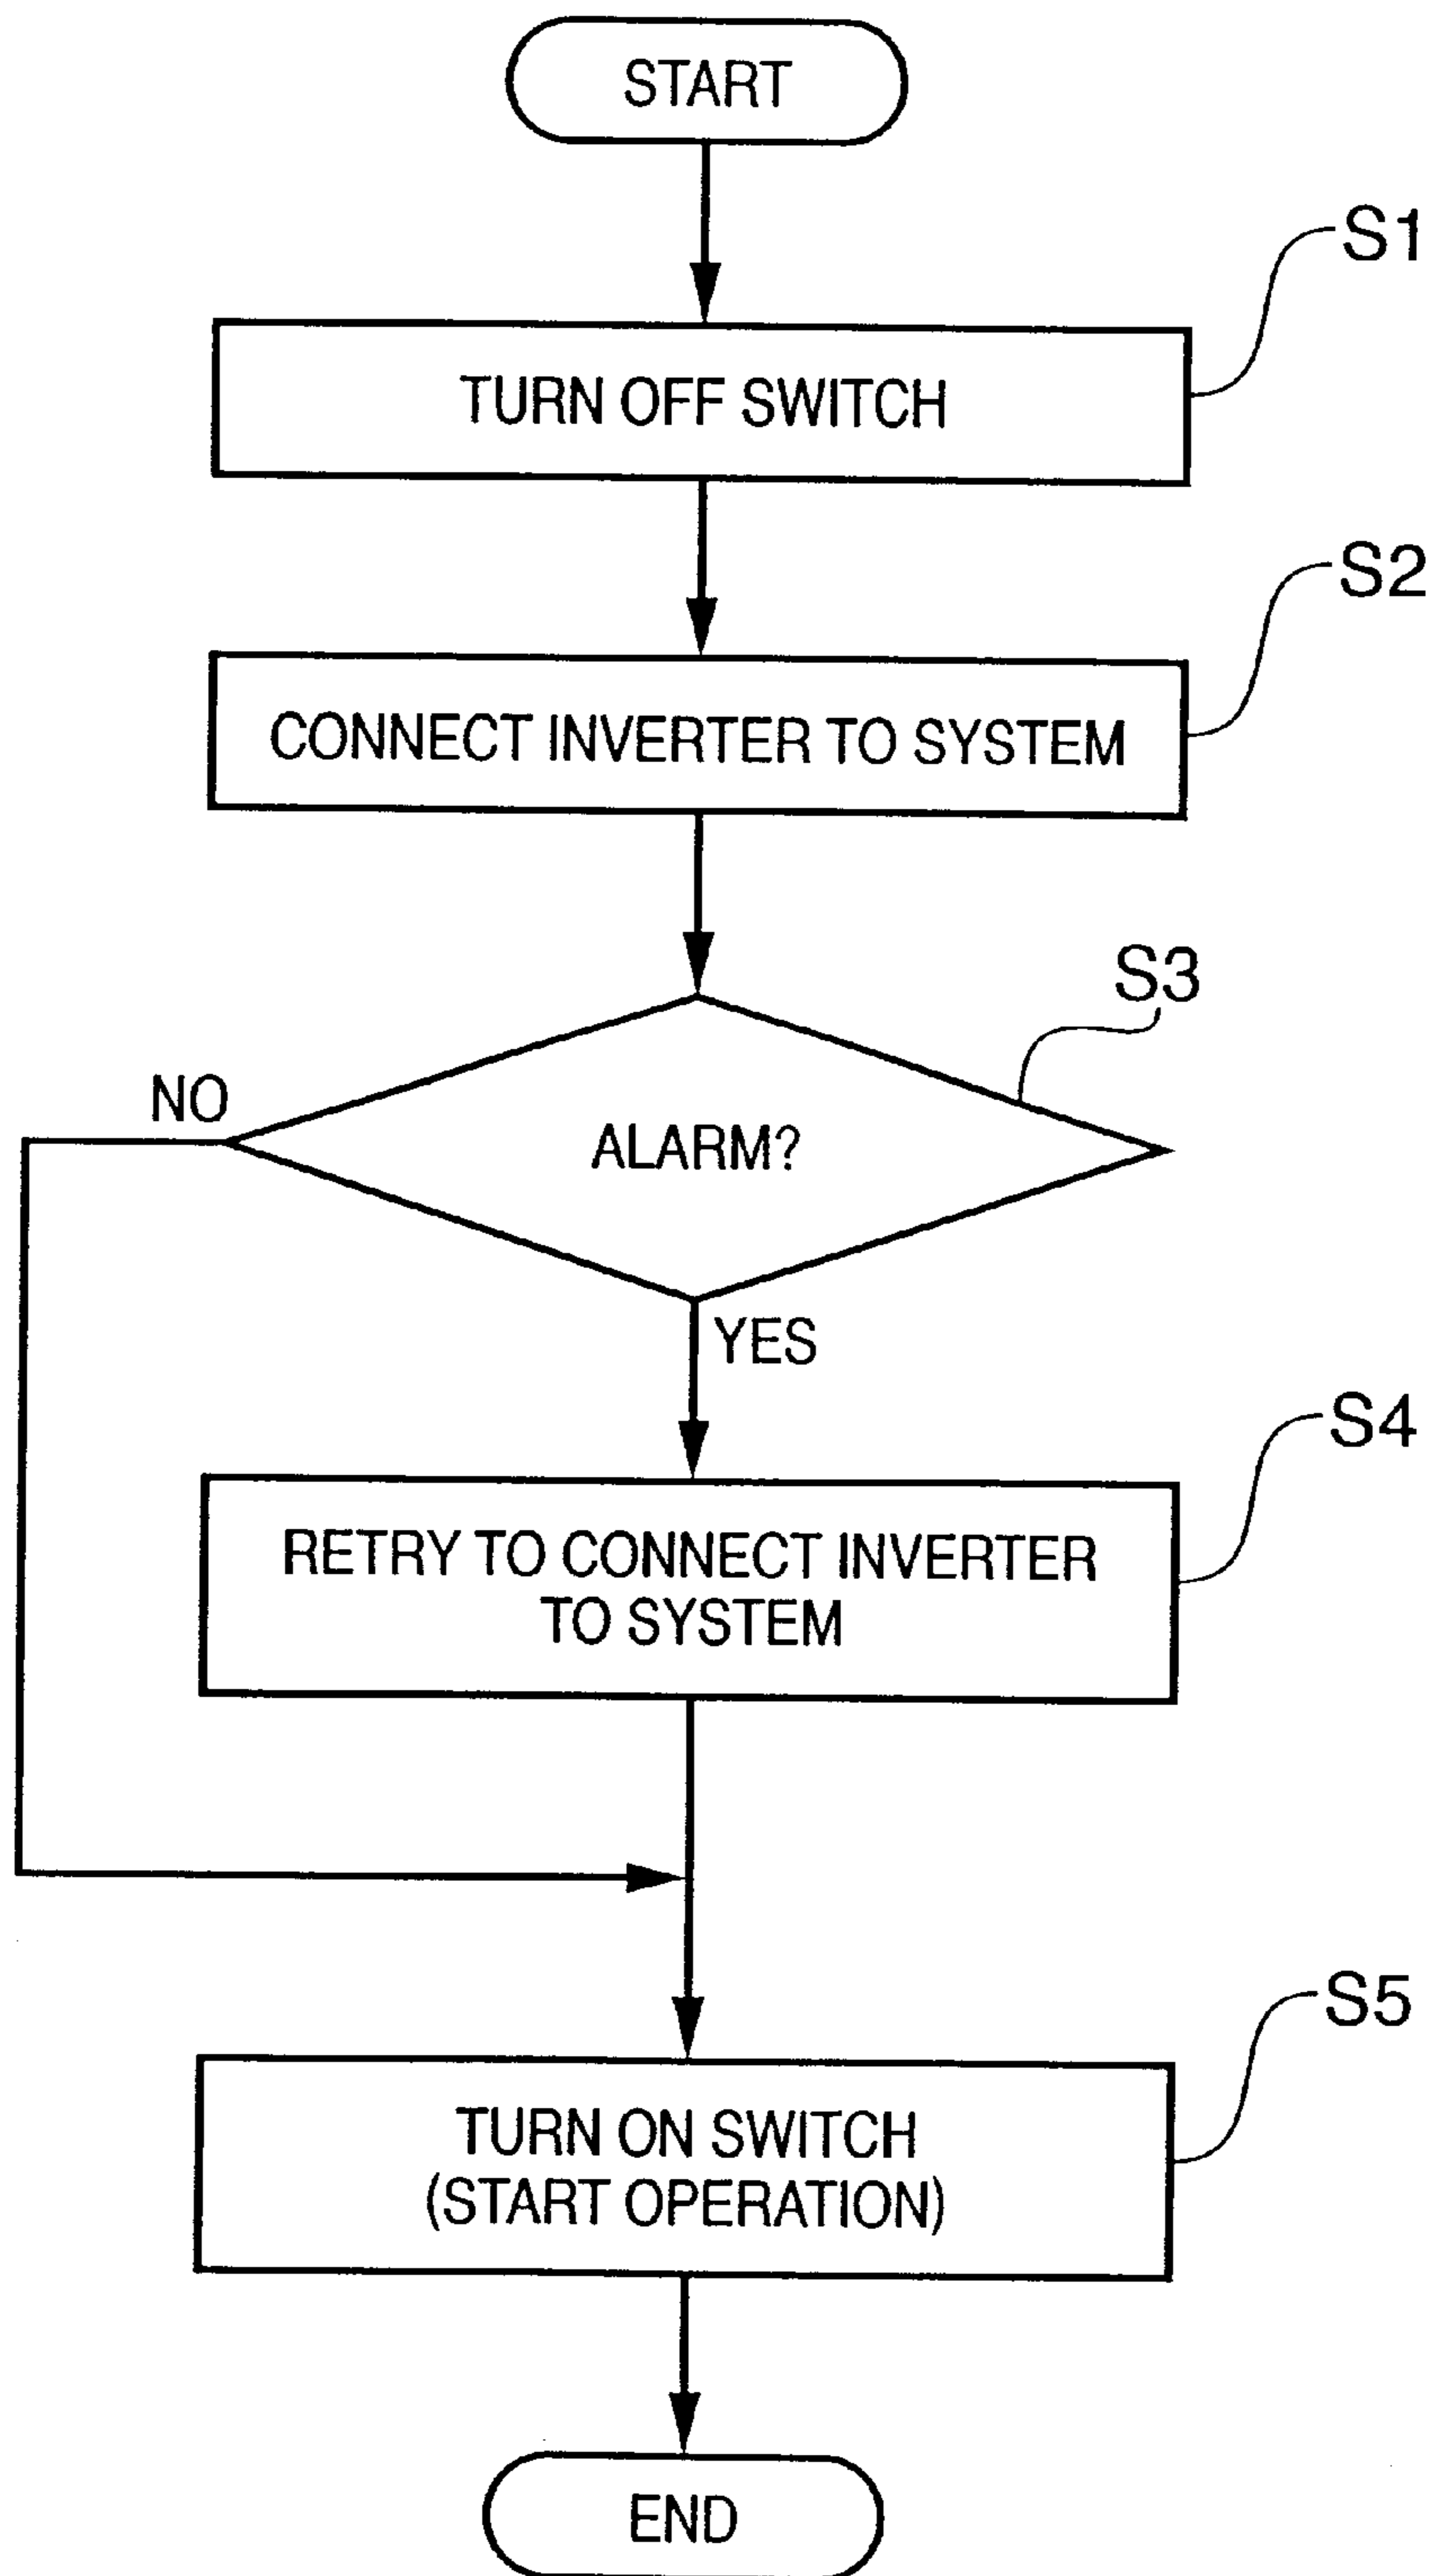 START
S1
TURN OFF SWITCH
S2
CONNECT INVERTER TO SYSTEM
S3
NO
ALARM?
YES
S4
RETRY TO CONNECT INVERTER
TO SYSTEM
S5
TURN ON SWITCH
(START OPERATION)
END